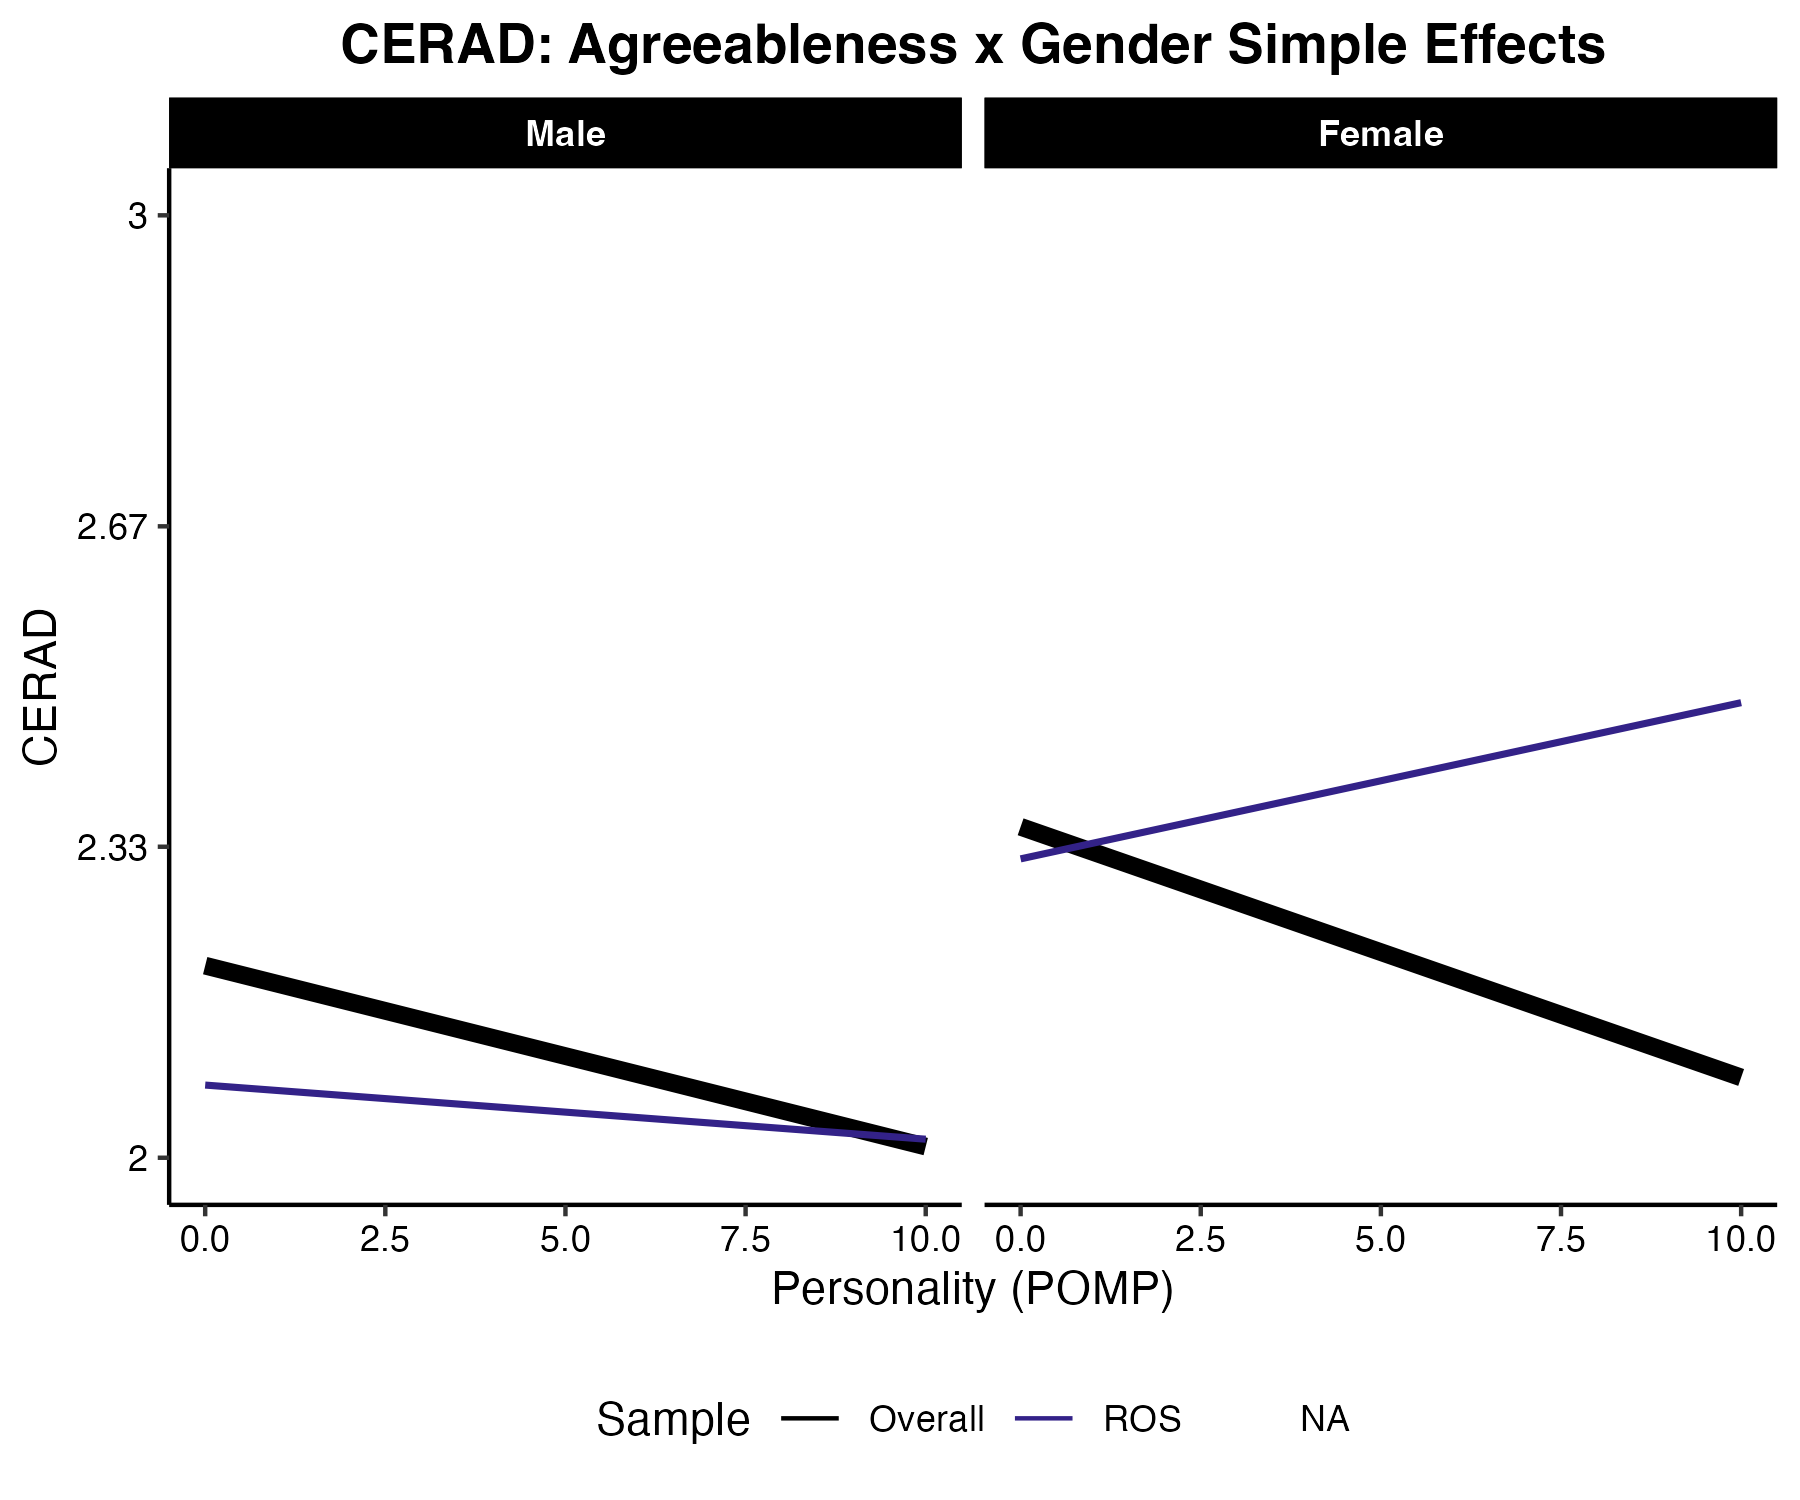 CERAD: Agreeableness x Gender Simple Effects
Male
Female
3
2.67
2.33
2
CERAD
0.0 2.5 5.0 7.5 10.0
0.0 2.5 5.0 7.5 10.0
Personality (POMP)
Sample Overall ROS NA